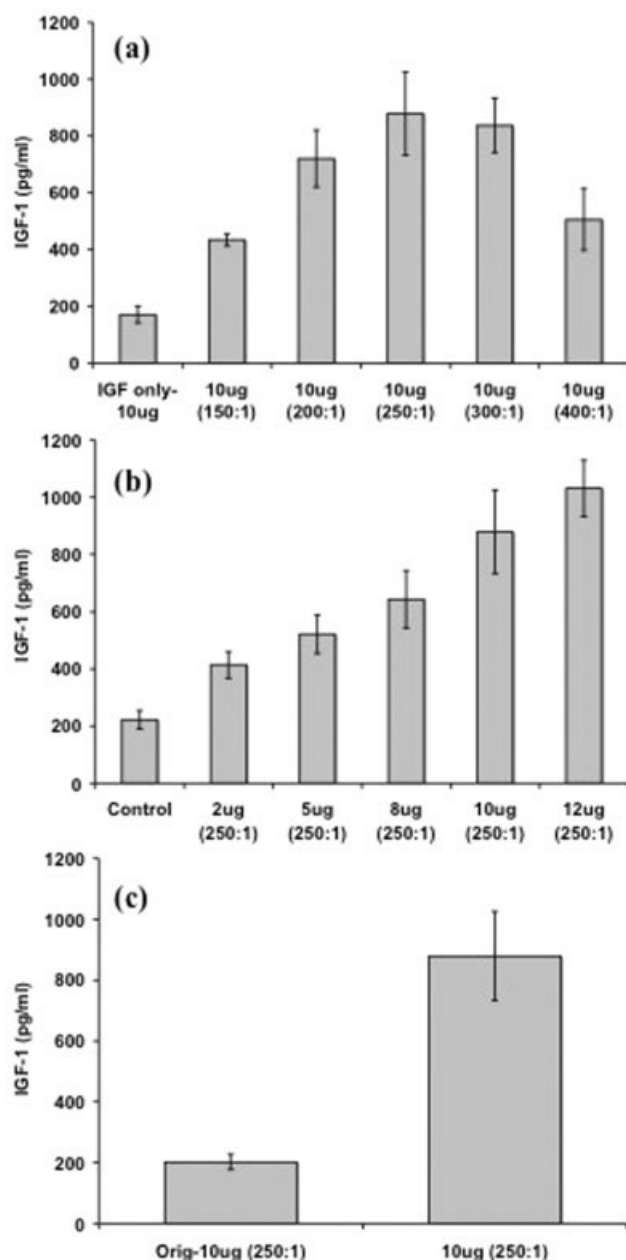 (a)
IGF-1 (pg/ml)
1200
1000
800
600
400
200
0
IGF only- 10ug 10ug 10ug 10ug 10ug
10ug (150:1) (200:1) (250:1) (300:1) (400:1)
(b)
IGF-1 (pg/ml)
1200
1000
800
600
400
200
0
Control 2ug 5ug 8ug 10ug 12ug
(250:1) (250:1) (250:1) (250:1) (250:1)
(c)
IGF-1 (pg/ml)
1200
1000
800
600
400
200
0
Orig-10ug (250:1) 10ug (250:1)